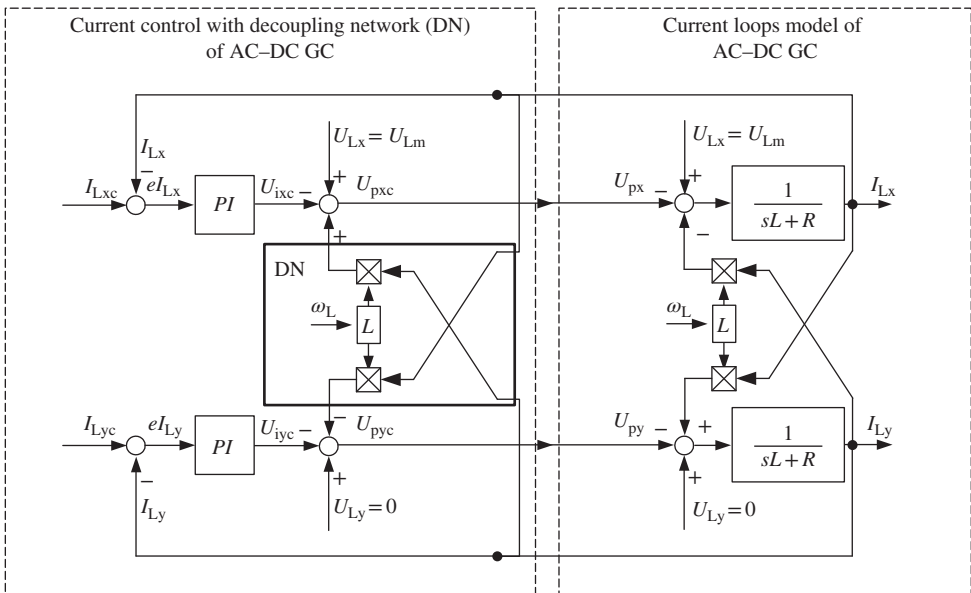 Current control with decoupling network (DN)
of AC–DC GC
Current loops model of
AC–DC GC
U_Lx = U_Lm
U_Lx = U_Lm
I_Lx
−
+
+
I_Lxc
eI_Lx
PI
U_ixc
−
U_pxc
U_px
−
1
sL + R
I_Lx
+
−
DN
ω_L
L
ω_L
L
−
I_Lyc
eI_Ly
PI
U_iyc
−
U_pyc
U_py
−
+
1
sL + R
I_Ly
−
I_Ly
+
+
U_Ly = 0
U_Ly = 0